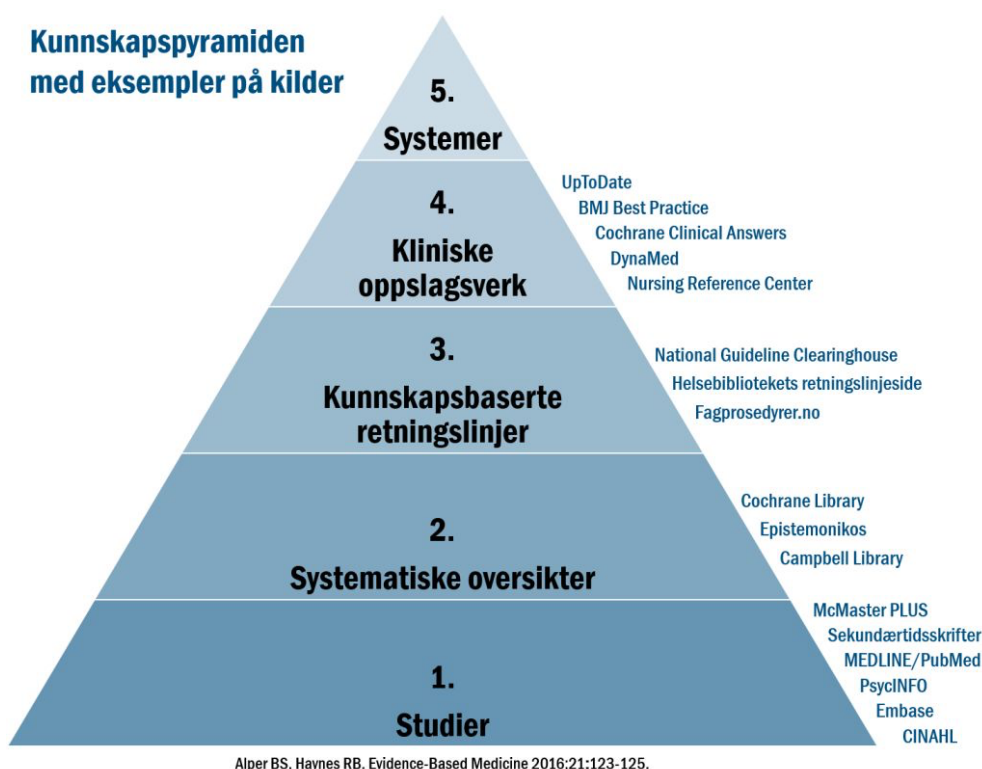 Kunnskapspyramiden
med eksempler på kilder
5.
Systemer
4.
Kliniske
oppslagsverk
UpToDate
BMJ Best Practice
Cochrane Clinical Answers
DynaMed
Nursing Reference Center
3.
Kunnskapsbaserte
retningslinjer
National Guideline Clearinghouse
Helsebibliotekets retningslinjeside
Fagprosedyrer.no
2.
Systematiske oversikter
Cochrane Library
Epistemonikos
Campbell Library
1.
Studier
McMaster PLUS
Sekundærtidsskrifter
MEDLINE/PubMed
PsycINFO
Embase
CINAHL
Alper BS, Haynes RB. Evidence-Based Medicine 2016;21:123-125.